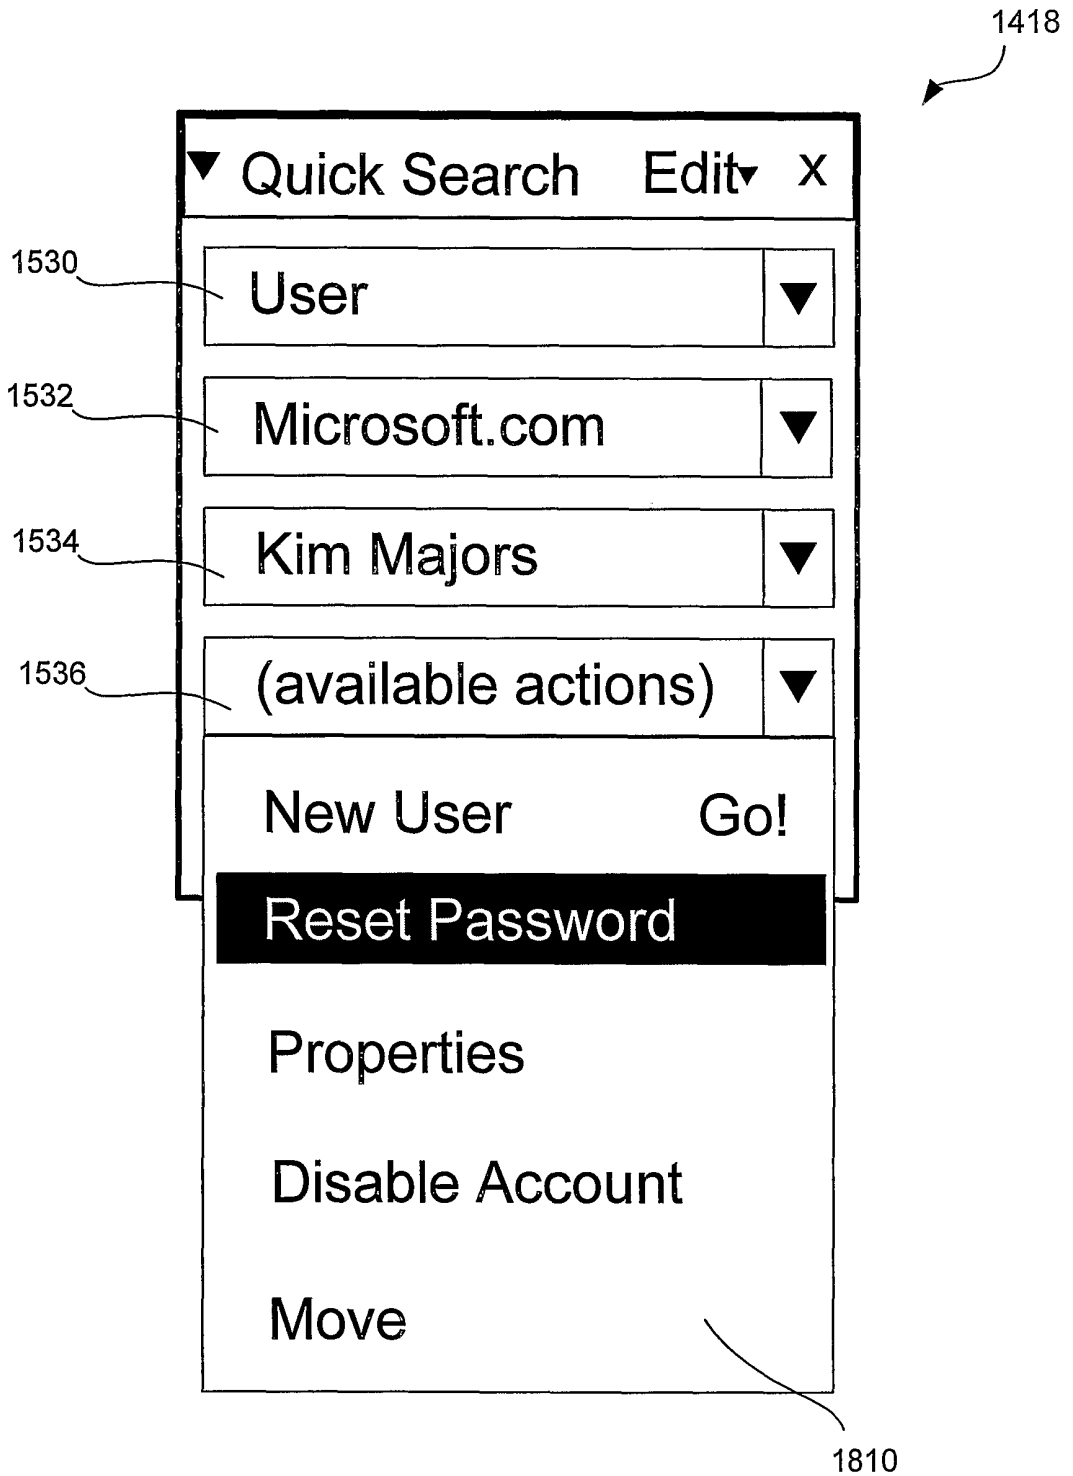 1418
Quick Search Edit x
1530
User
1532
Microsoft.com
1534
Kim Majors
1536
(available actions)
New User Go!
Reset Password
Properties
Disable Account
Move
1810